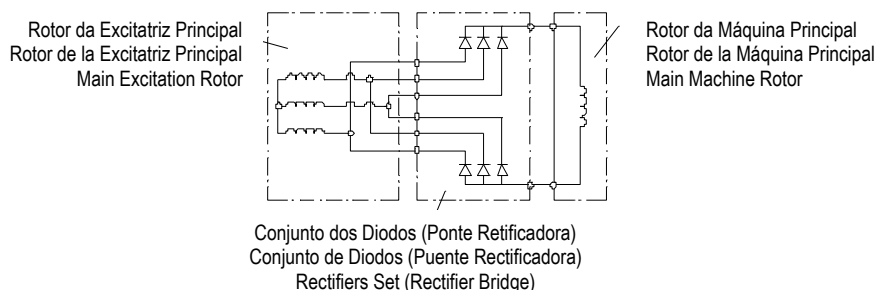 Rotor da Excitatriz Principal
Rotor de la Excitatriz Principal
Main Excitation Rotor
Rotor da Máquina Principal
Rotor de la Máquina Principal
Main Machine Rotor
Conjunto dos Diodos (Ponte Retificadora)
Conjunto de Diodos (Puente Rectificadora)
Rectifiers Set (Rectifier Bridge)